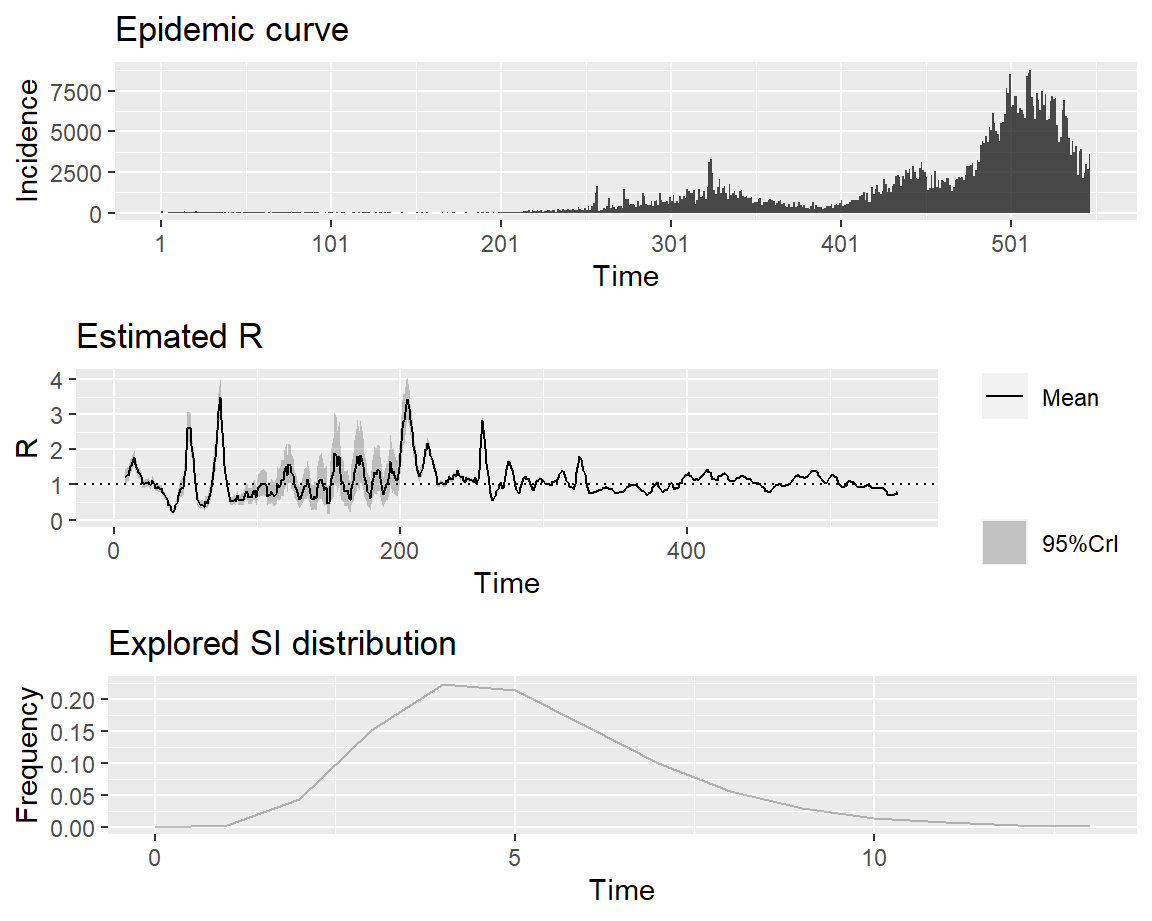 Epidemic curve
Incidence
7500
5000
2500
0
1 101 201 301 401 501
Time
Estimated R
R
4
3
2
1
0
0 200 400
Time
Mean
95%CrI
Explored SI distribution
Frequency
0.20
0.15
0.10
0.05
0.00
0 5 10
Time